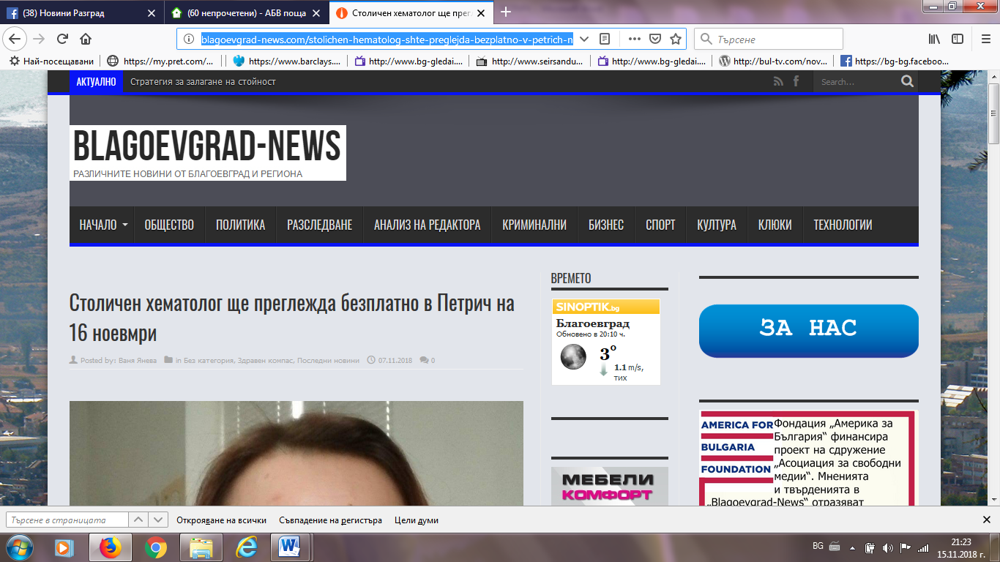 (38) Новини Разград
(60 непрочетени) - АБВ поща
Столичен хематолог ще прегл
blagoevgrad-news.com/stolichen-hematolog-shte-preglejda-bezplatno-v-petrich-n
Търсене
Най-посещавани
https://my.pret.com/...
https://www.barclays....
http://www.bg-gledai....
http://www.seirsandu...
http://www.bg-gledai....
http://bul-tv.com/nov...
https://bg-bg.faceboo...
АКТУАЛНО
Стратегия за залагане на стойност
Search...
BLAGOEVGRAD-NEWS
РАЗЛИЧНИТЕ НОВИНИ ОТ БЛАГОЕВГРАД И РЕГИОНА
НАЧАЛО
ОБЩЕСТВО
ПОЛИТИКА
РАЗСЛЕДВАНЕ
АНАЛИЗ НА РЕДАКТОРА
КРИМИНАЛНИ
БИЗНЕС
СПОРТ
КУЛТУРА
КЛЮКИ
ТЕХНОЛОГИИ
Столичен хематолог ще преглежда безплатно в Петрич на
16 ноевмри
Posted by: Ваня Янева in Без категория, Здравен компас, Последни новини 07.11.2018 0
ВРЕМЕТО
SINOPTIK.bg
Благоевград
Обновено в 20:10 ч.
3°
1.1 m/s,
тих
МЕБЕЛИ
КОМФОРТ
ЗА НАС
AMERICA FOR
BULGARIA
FOUNDATION
Фондация „Америка за
България“ финансира
проект на сдружение
„Асоциация за свободни
медии“. Мненията
и твърденията в
„Blagoevgrad-News“ отразяват
Търсене в страницата
Открояване на всички
Съвпадение на регистъра
Цели думи
BG
21:23
15.11.2018 г.